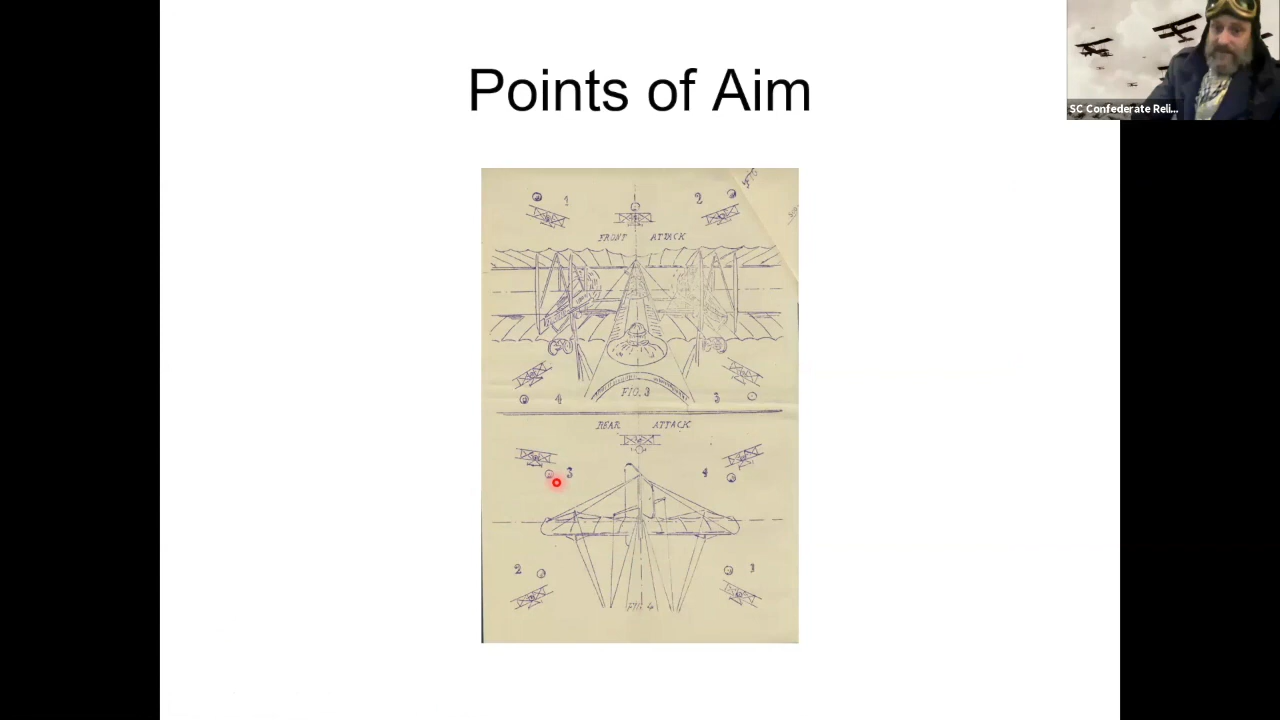 Points of Aim
SC Confederate Reli...
1
2
FRONT ATTACK
4
FIG. 3
3
REAR ATTACK
3
4
2
1
FIG. 4